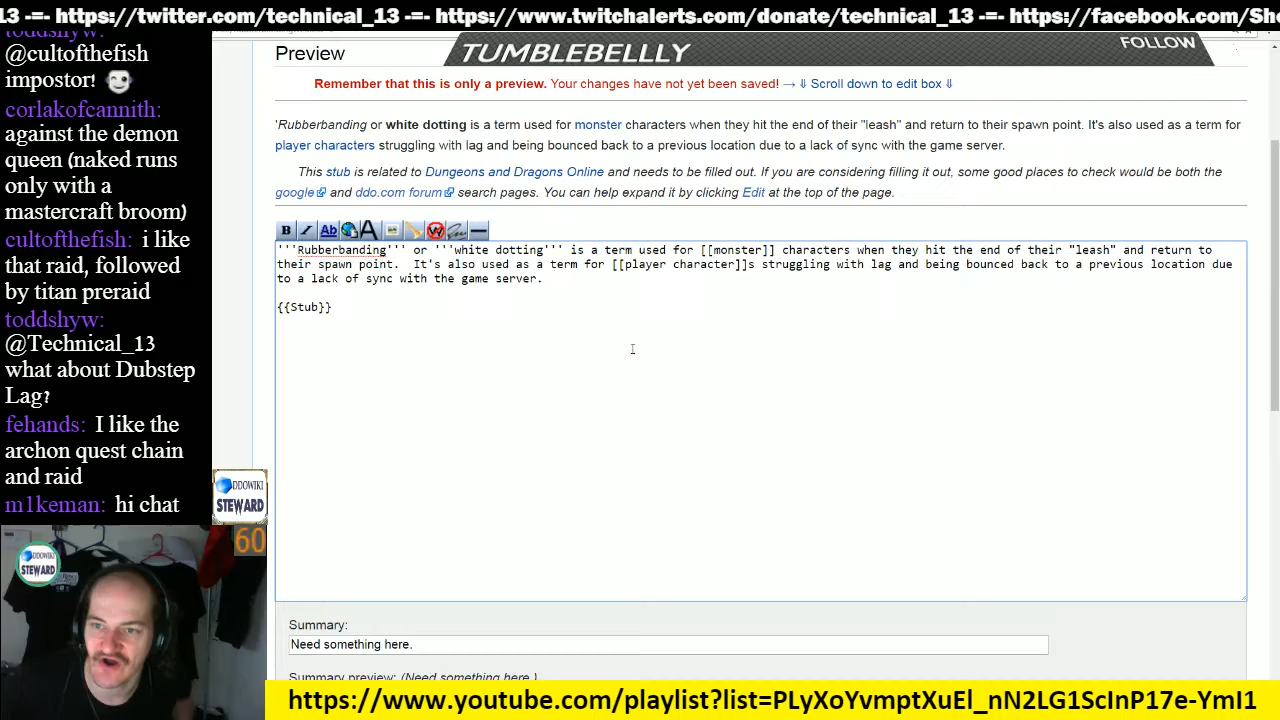 13 -=- https://twitter.com/technical_13 -=- https://www.twitchalerts.com/donate/technical_13 -=- https://facebook.com/Sh
toddshyw:
@cultofthefish
impostor!
corlakofcannith:
against the demon
queen (naked runs
only with a
mastercraft broom)
cultofthefish: i like
that raid, followed
by titan preraid
toddshyw:
@Technical_13
what about Dubstep
Lag?
fehands: I like the
archon quest chain
and raid
m1keman: hi chat
DDOWIKI
STEWARD
60
DDOWIKI
STEWARD
Preview
TUMBLEBELLLY
FOLLOW
Remember that this is only a preview. Your changes have not yet been saved! → ⇓ Scroll down to edit box ⇓
'Rubberbanding or white dotting is a term used for monster characters when they hit the end of their "leash" and return to their spawn point. It's also used as a term for
player characters struggling with lag and being bounced back to a previous location due to a lack of sync with the game server.
This stub is related to Dungeons and Dragons Online and needs to be filled out. If you are considering filling it out, some good places to check would be both the
google and ddo.com forum search pages. You can help expand it by clicking Edit at the top of the page.
B I Ab A W
'''Rubberbanding''' or '''white dotting''' is a term used for [[monster]] characters when they hit the end of their "leash" and return to
their spawn point.  It's also used as a term for [[player character]]s struggling with lag and being bounced back to a previous location due
to a lack of sync with the game server.
{{Stub}}
Summary:
Need something here.
Summary preview: (Need something here.)
https://www.youtube.com/playlist?list=PLyXoYvmptXuEl_nN2LG1ScInP17e-YmI1